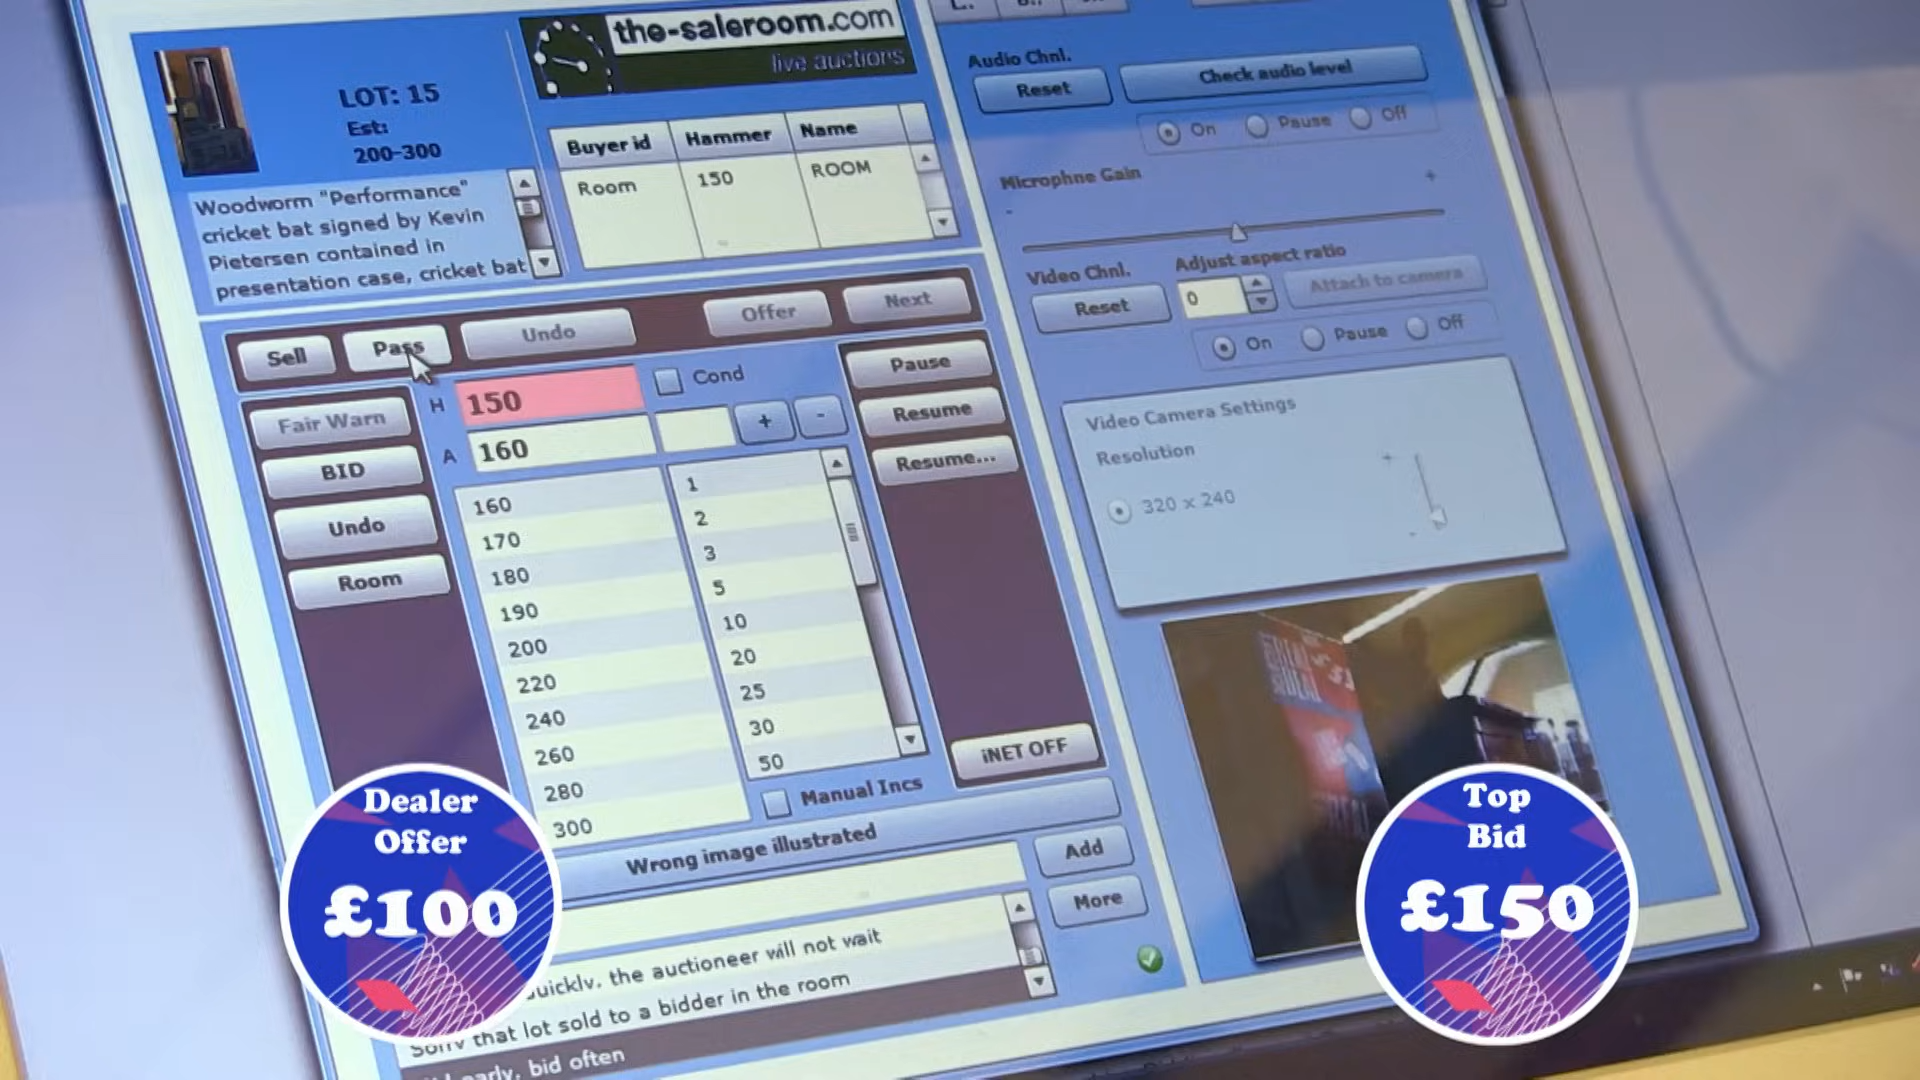 the-saleroom.com
live auctions
LOT: 15
Est:
200-300
Woodworm "Performance"
cricket bat signed by Kevin
Pietersen contained in
presentation case, cricket bat
Buyer id Hammer Name
Room 150 ROOM
Sell Pass Undo Offer Next
Fair Warn
BID
Undo
Room
H 150 Cond
A 160 + -
160
170
180
190
200
220
240
260
280
300
1
2
3
5
10
20
25
30
50
Manual Incs
Pause
Resume
Resume...
iNET OFF
Wrong image illustrated
Add
More
the auctioneer will not wait
Sorry that lot sold to a bidder in the room
early, bid often
Audio Chnl.
Reset Check audio level
On Pause Off
Microphne Gain
- +
Video Chnl. Adjust aspect ratio
Reset 0 Attach to camera
On Pause Off
Video Camera Settings
Resolution
320 x 240
+
-
Dealer
Offer
£100
Top
Bid
£150